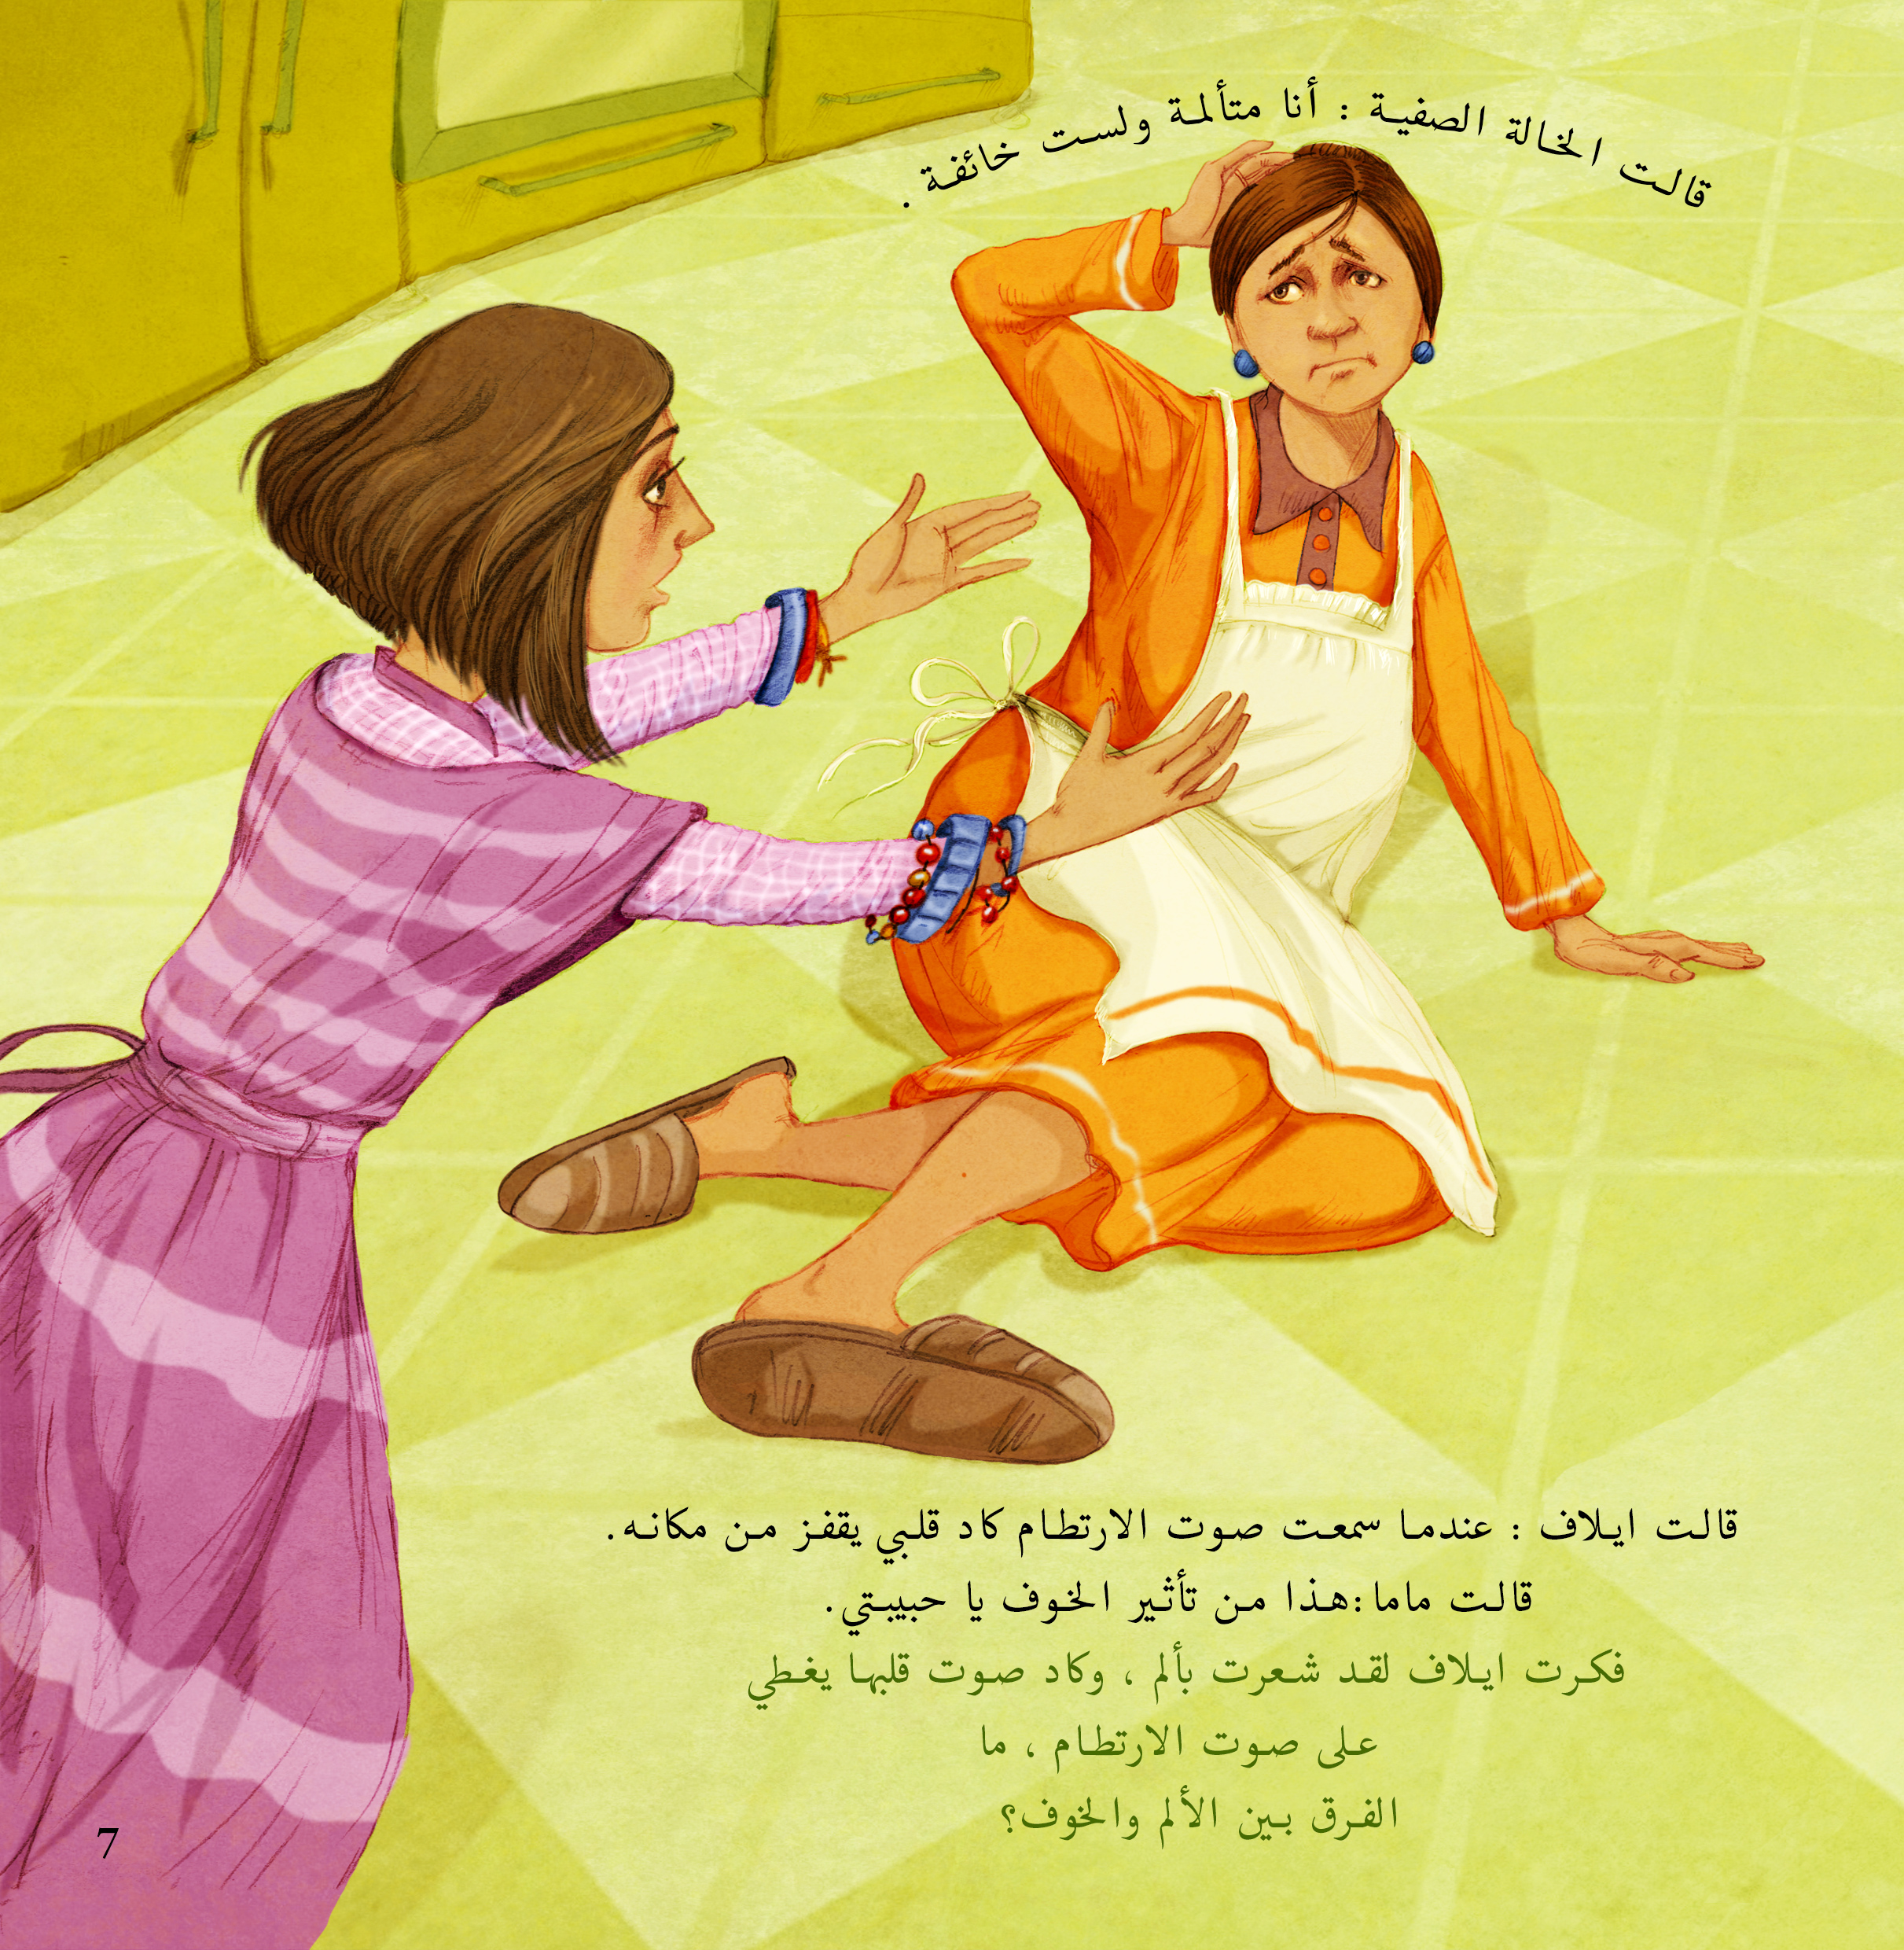 قالت الخالة الصفية : أنا متألمة ولست خائفة .
قالت ايلاف : عندما سمعت صوت الارتطام كاد قلبي يقفز من مكانه .
قالت ماما :هذا من تأثير الخوف يا حبيبتي .
فكرت ايلاف لقد شعرت بألم ، وكاد صوت قلبها يغطي
على صوت الارتطام ، ما
الفرق بين الألم والخوف؟
7